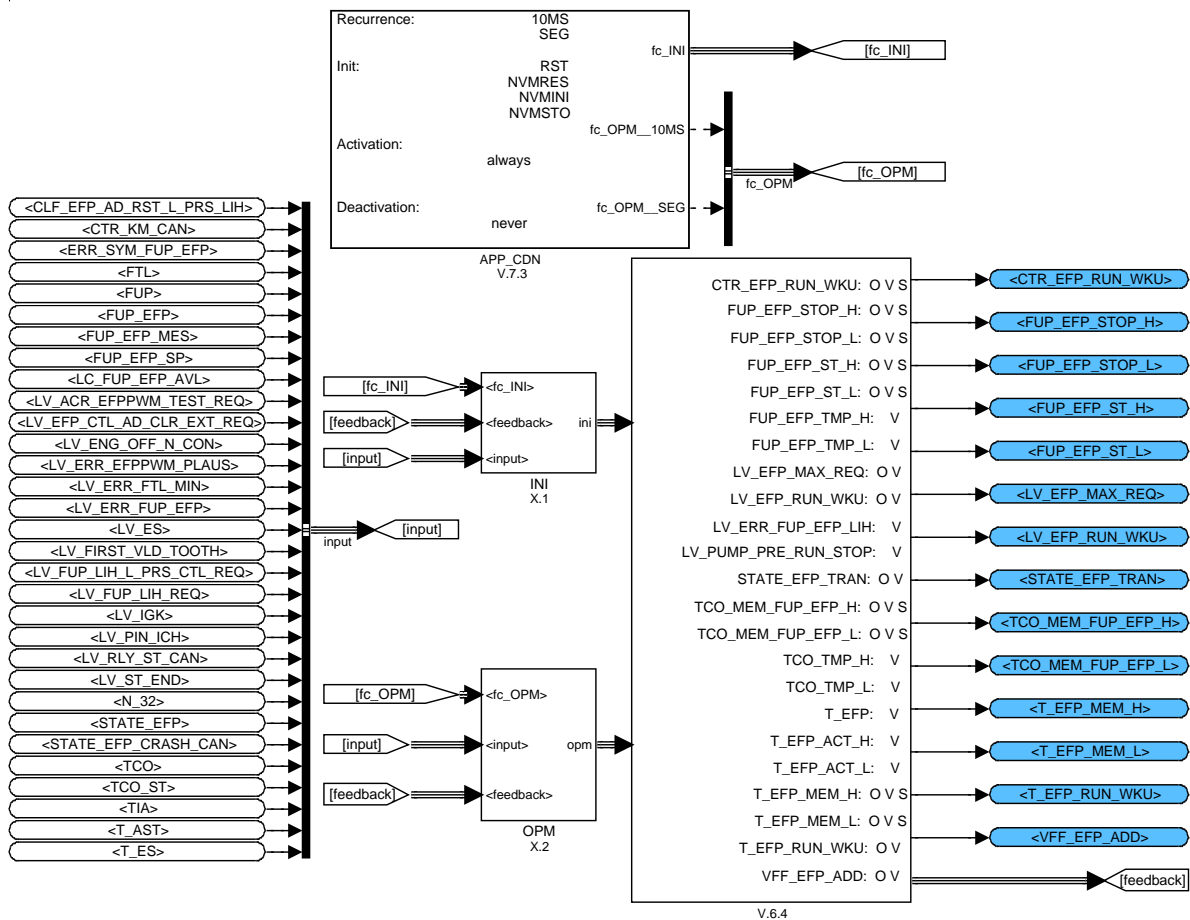 Recurrence: 10MS
SEG
Init: RST
NVMRES
NVMINI
NVMSTO
Activation:
always
Deactivation:
never
fc_INI
fc_OPM__10MS
fc_OPM__SEG
APP_CDN
V.7.3
[fc_INI]
fc_OPM
[fc_OPM]
<CLF_EFP_AD_RST_L_PRS_LIH>
<CTR_KM_CAN>
<ERR_SYM_FUP_EFP>
<FTL>
<FUP>
<FUP_EFP>
<FUP_EFP_MES>
<FUP_EFP_SP>
<LC_FUP_EFP_AVL>
<LV_ACR_EFPPWM_TEST_REQ>
<LV_EFP_CTL_AD_CLR_EXT_REQ>
<LV_ENG_OFF_N_CON>
<LV_ERR_EFPPWM_PLAUS>
<LV_ERR_FTL_MIN>
<LV_ERR_FUP_EFP>
<LV_ES>
<LV_FIRST_VLD_TOOTH>
<LV_FUP_LIH_L_PRS_CTL_REQ>
<LV_FUP_LIH_REQ>
<LV_IGK>
<LV_PIN_ICH>
<LV_RLY_ST_CAN>
<LV_ST_END>
<N_32>
<STATE_EFP>
<STATE_EFP_CRASH_CAN>
<TCO>
<TCO_ST>
<TIA>
<T_AST>
<T_ES>
input
[input]
[fc_INI]
[feedback]
[input]
<fc_INI>
<feedback>
<input>
ini
INI
X.1
[fc_OPM]
[input]
[feedback]
<fc_OPM>
<input>
<feedback>
opm
OPM
X.2
CTR_EFP_RUN_WKU: O V S
FUP_EFP_STOP_H: O V S
FUP_EFP_STOP_L: O V S
FUP_EFP_ST_H: O V S
FUP_EFP_ST_L: O V S
FUP_EFP_TMP_H: V
FUP_EFP_TMP_L: V
LV_EFP_MAX_REQ: O V
LV_EFP_RUN_WKU: O V
LV_ERR_FUP_EFP_LIH: V
LV_PUMP_PRE_RUN_STOP: V
STATE_EFP_TRAN: O V
TCO_MEM_FUP_EFP_H: O V S
TCO_MEM_FUP_EFP_L: O V S
TCO_TMP_H: V
TCO_TMP_L: V
T_EFP: V
T_EFP_ACT_H: V
T_EFP_ACT_L: V
T_EFP_MEM_H: O V S
T_EFP_MEM_L: O V S
T_EFP_RUN_WKU: O V
VFF_EFP_ADD: O V
V.6.4
<CTR_EFP_RUN_WKU>
<FUP_EFP_STOP_H>
<FUP_EFP_STOP_L>
<FUP_EFP_ST_H>
<FUP_EFP_ST_L>
<LV_EFP_MAX_REQ>
<LV_EFP_RUN_WKU>
<STATE_EFP_TRAN>
<TCO_MEM_FUP_EFP_H>
<TCO_MEM_FUP_EFP_L>
<T_EFP_MEM_H>
<T_EFP_MEM_L>
<T_EFP_RUN_WKU>
<VFF_EFP_ADD>
[feedback]